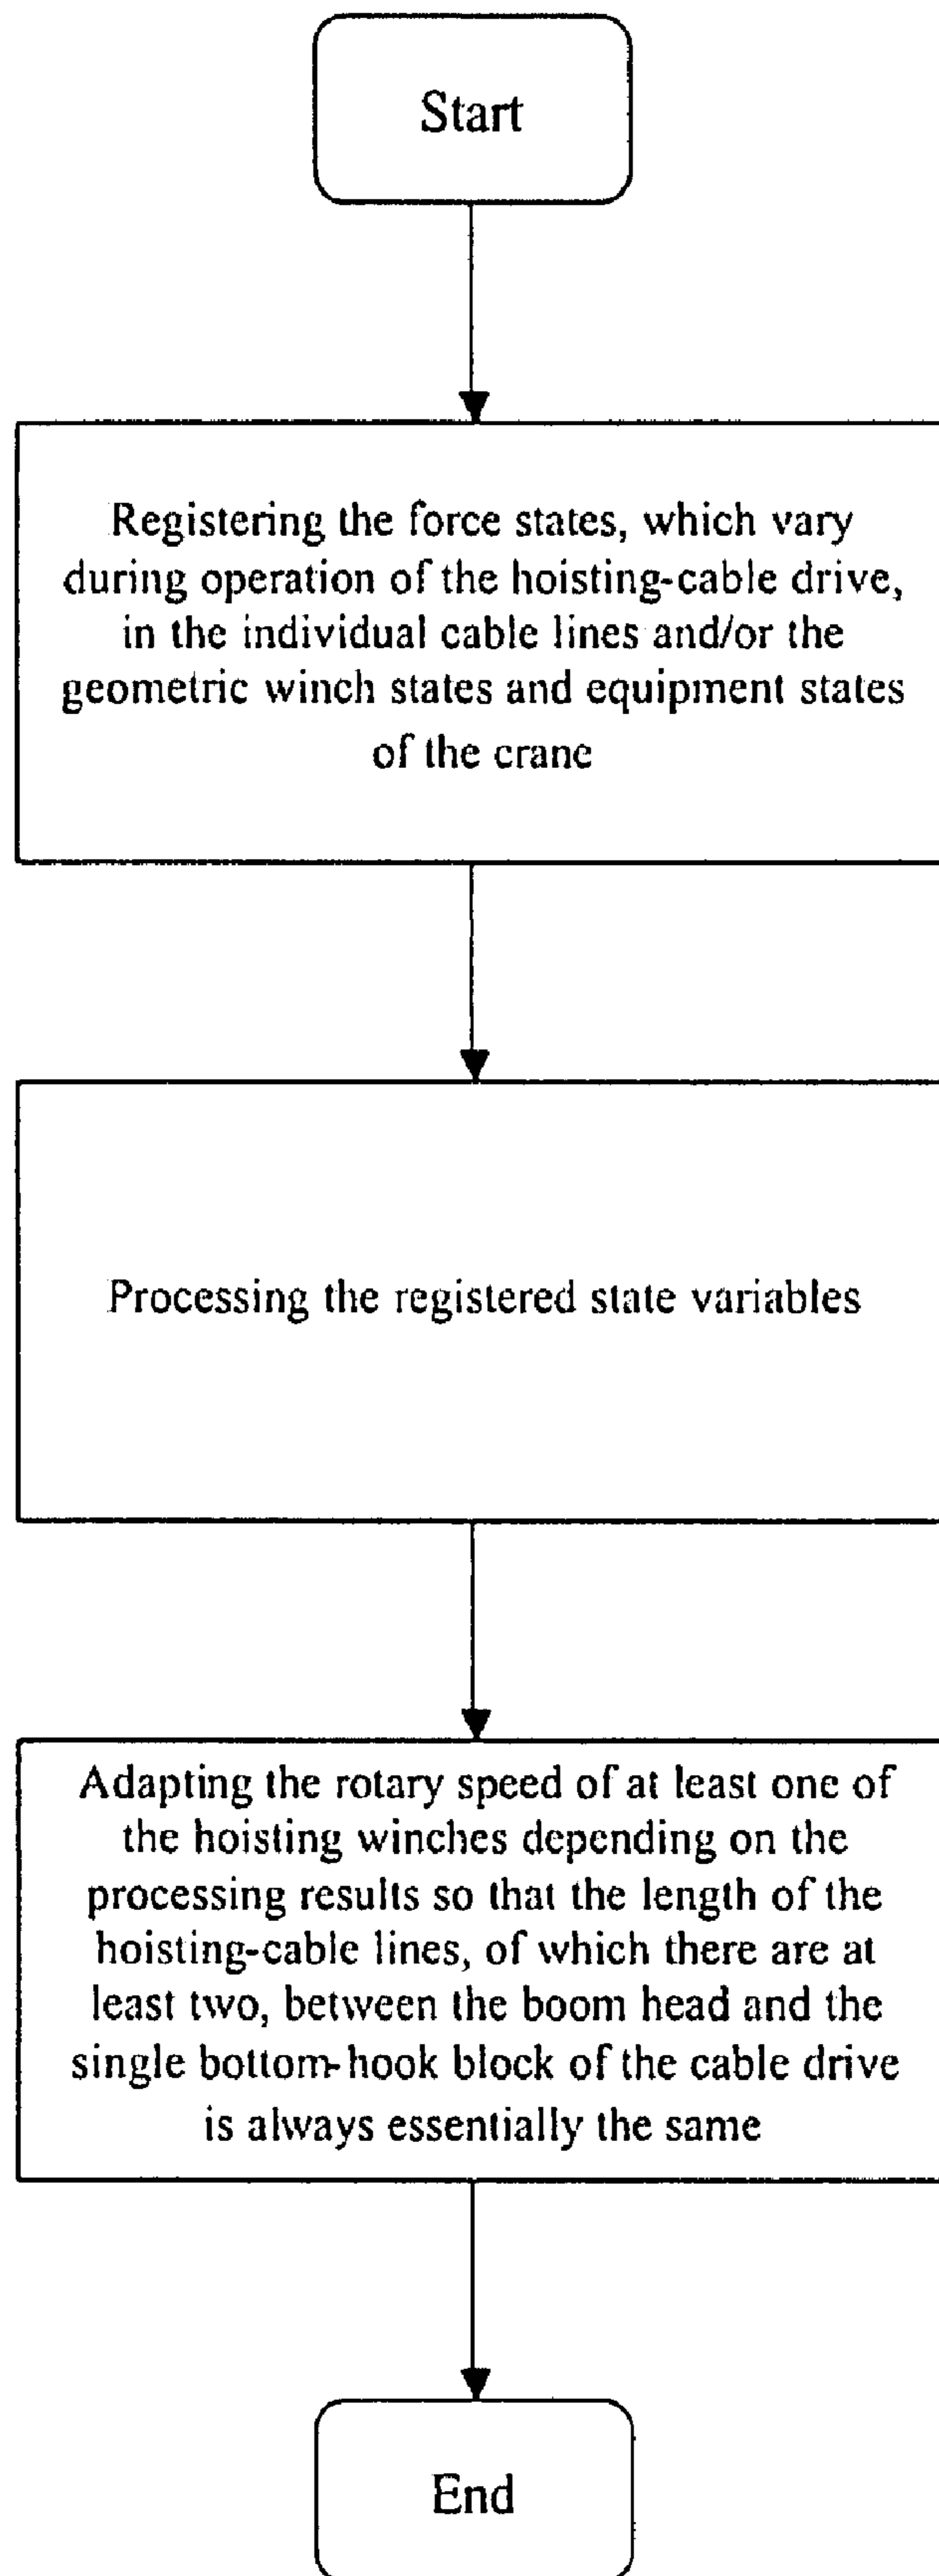 Start
Registering the force states, which vary
during operation of the hoisting-cable drive,
in the individual cable lines and/or the
geometric winch states and equipment states
of the crane
Processing the registered state variables
Adapting the rotary speed of at least one of
the hoisting winches depending on the
processing results so that the length of the
hoisting-cable lines, of which there are at
least two, between the boom head and the
single bottom-hook block of the cable drive
is always essentially the same
End